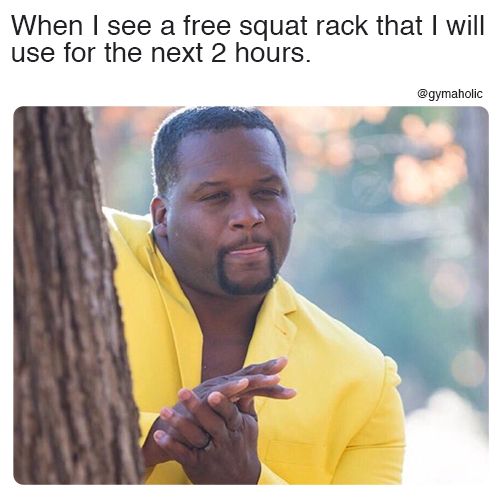 When I see a free squat rack that I will
use for the next 2 hours.
@gymaholic